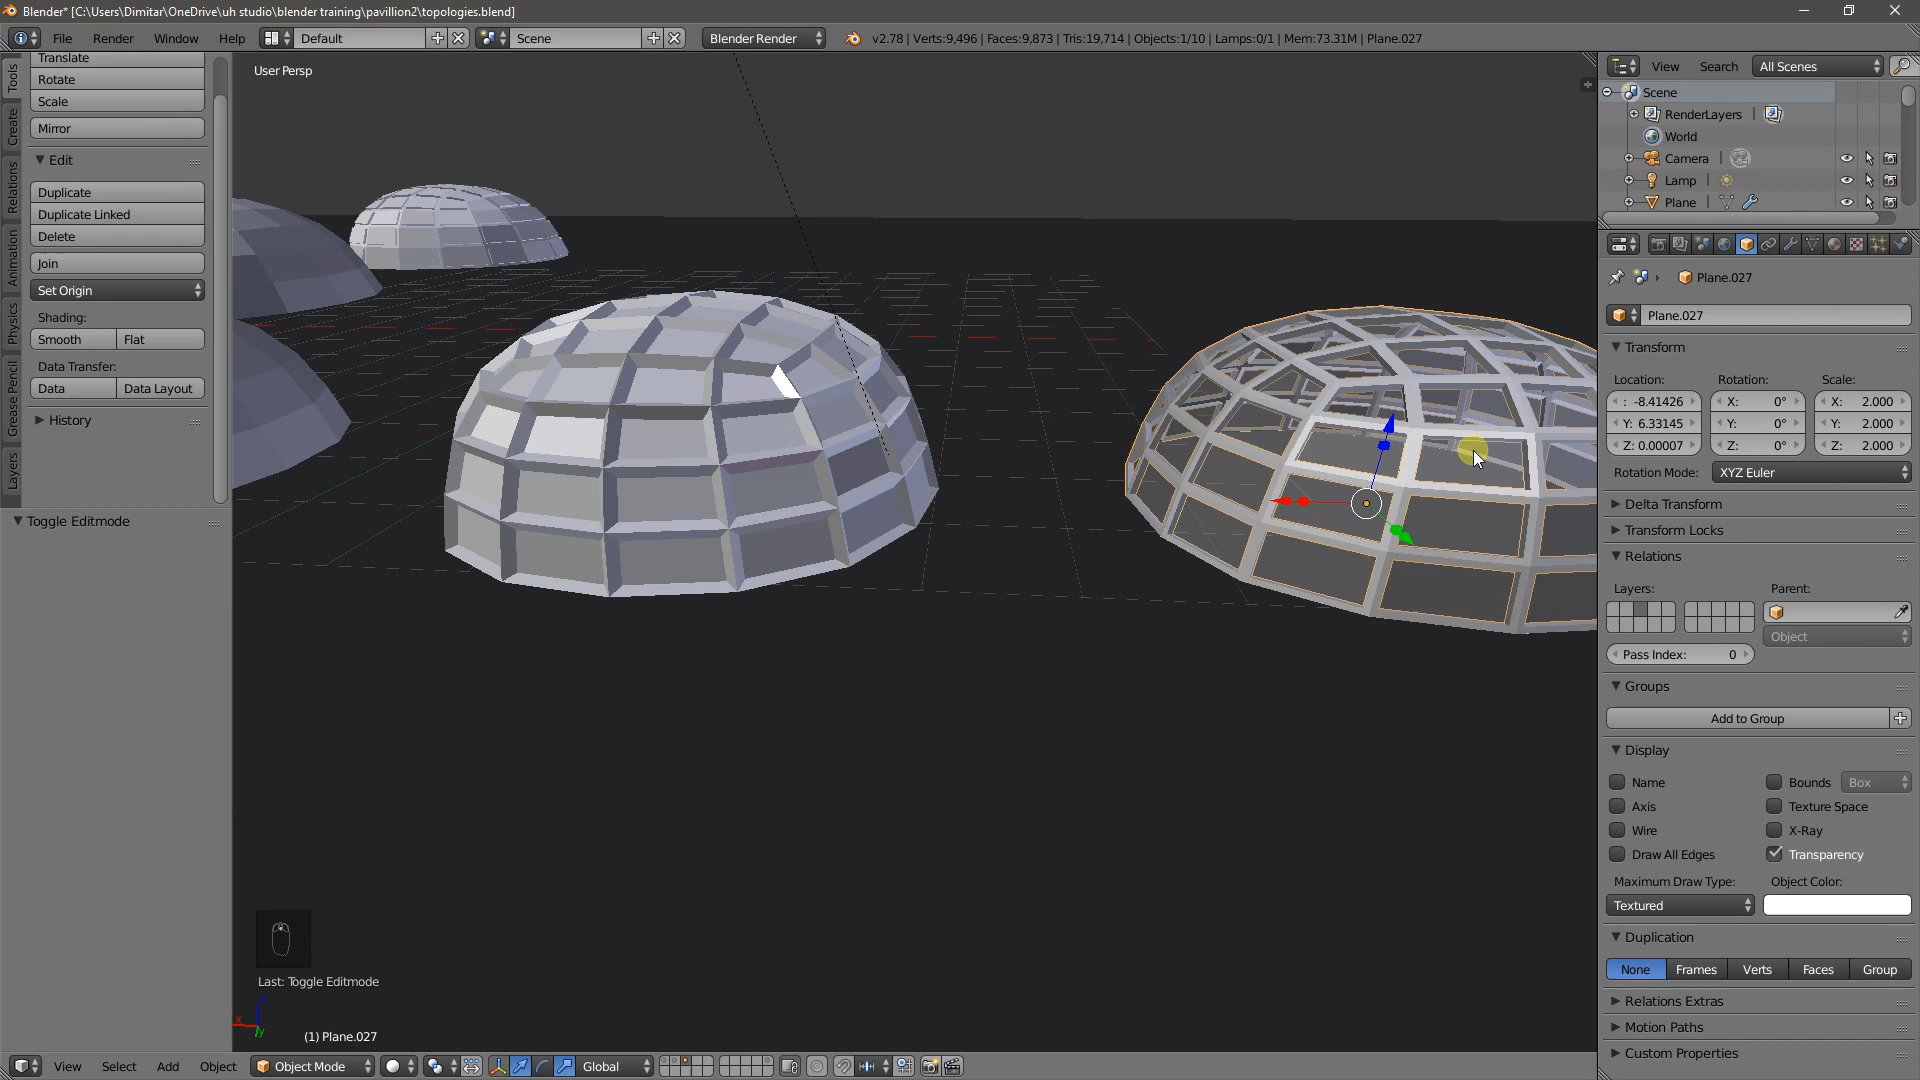 Blender* [C:\Users\Dimitar\OneDrive\uh studio\blender training\pavillion2\topologies.blend]
File Render Window Help Default Scene Blender Render v2.78 | Verts:9,496 | Faces:9,873 | Tris:19,714 | Objects:1/10 | Lamps:0/1 | Mem:73.31M | Plane.027
Tools
Create
Relations
Animation
Physics
Grease Pencil
Layers
Translate
Rotate
Scale
Mirror
Edit
Duplicate
Duplicate Linked
Delete
Join
Set Origin
Shading:
Smooth Flat
Data Transfer:
Data Data Layout
History
Toggle Editmode
User Persp
Last: Toggle Editmode
x
y
(1) Plane.027
View Select Add Object Object Mode Global
View Search All Scenes
Scene
RenderLayers
World
Camera
Lamp
Plane
Plane.027
Plane.027
Transform
Location: Rotation: Scale:
: -8.41426 X: 0° X: 2.000
Y: 6.33145 Y: 0° Y: 2.000
Z: 0.00007 Z: 0° Z: 2.000
Rotation Mode: XYZ Euler
Delta Transform
Transform Locks
Relations
Layers: Parent:
Object
Pass Index: 0
Groups
Add to Group
Display
Name Bounds Box
Axis Texture Space
Wire X-Ray
Draw All Edges Transparency
Maximum Draw Type: Object Color:
Textured
Duplication
None Frames Verts Faces Group
Relations Extras
Motion Paths
Custom Properties